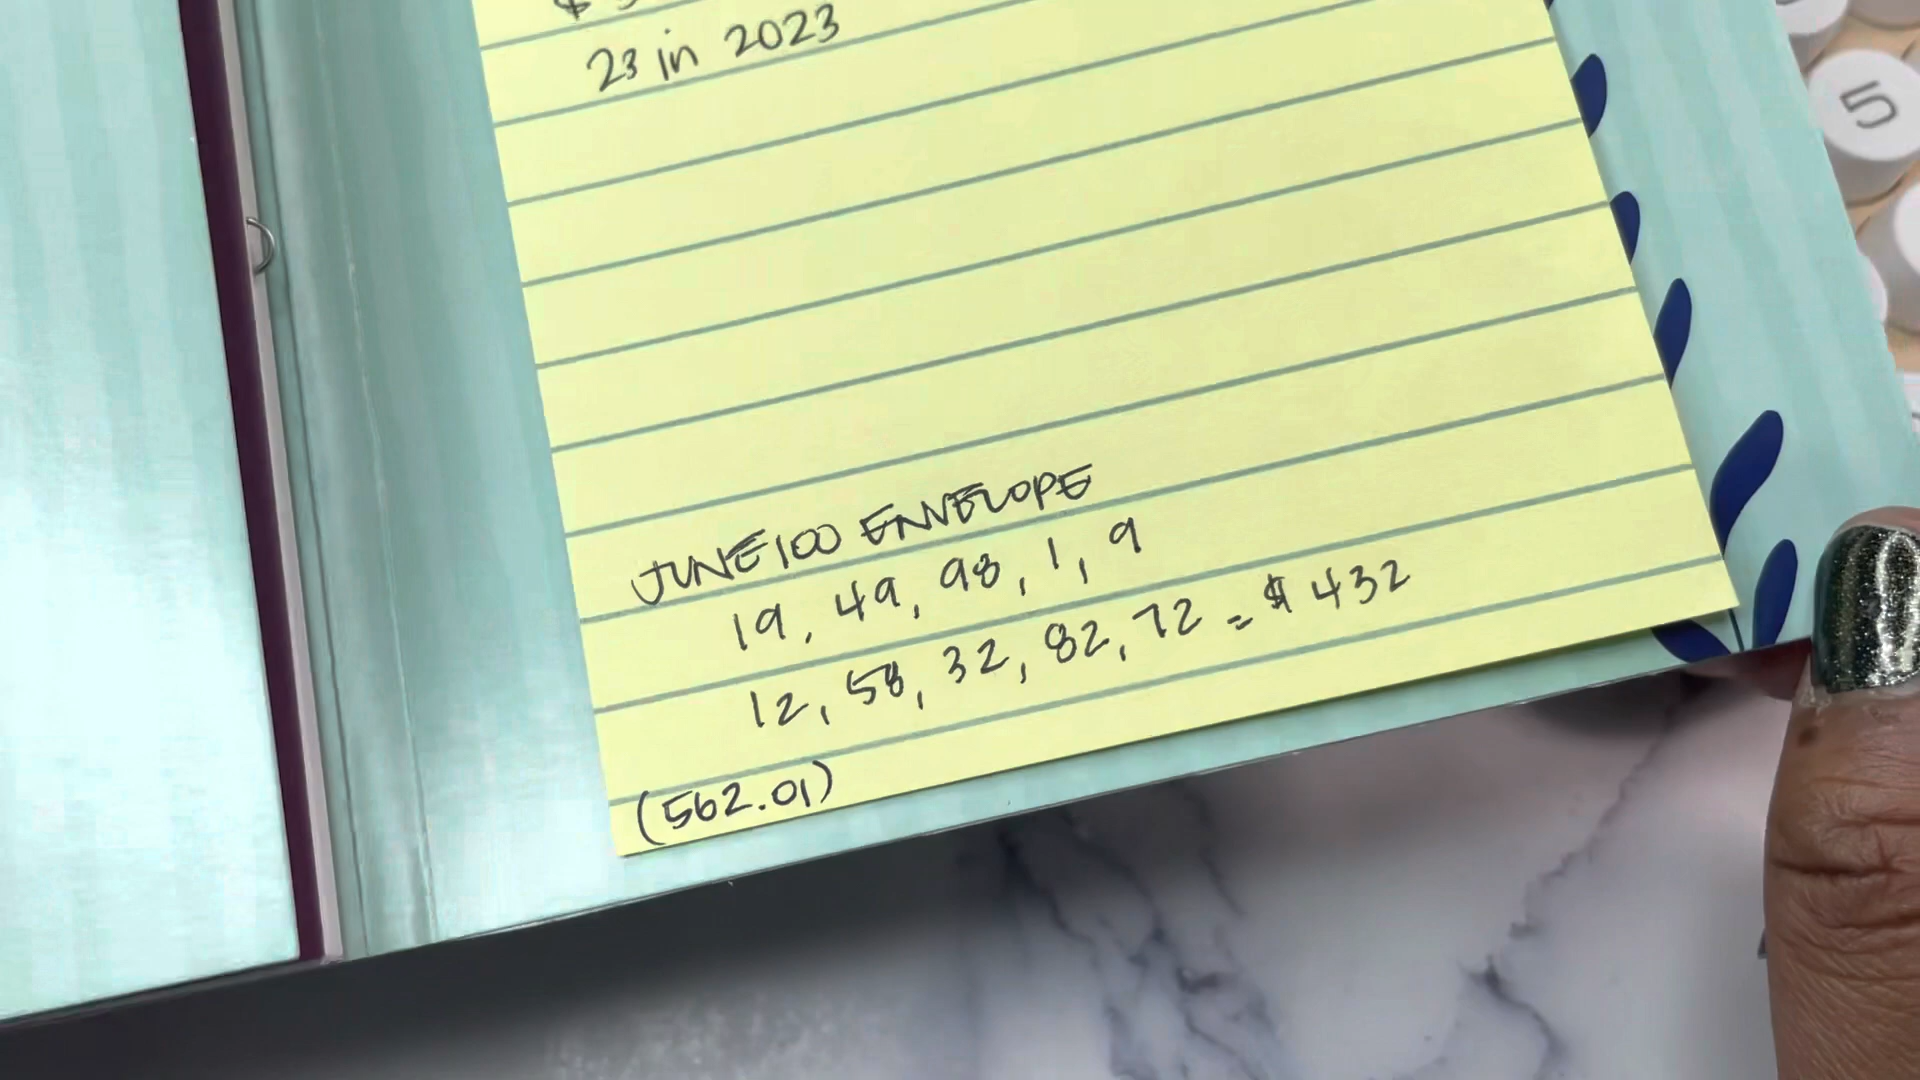 23 in 2023
JUNE 100 ENVELOPE
19, 49, 98, 1, 9
12, 58, 32, 82, 72 = $432
(562.01)
5